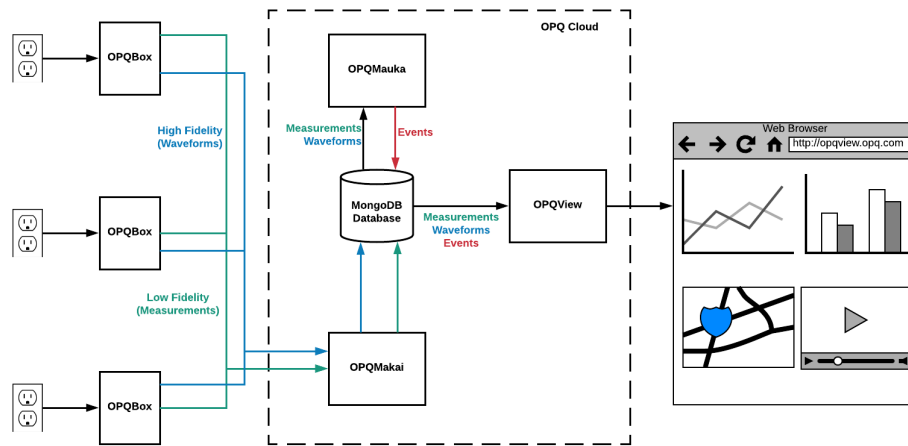 OPQ Cloud
OPQBox
OPQMauka
High Fidelity
(Waveforms)
Measurements
Waveforms
Events
Web Browser
http://opqview.opq.com
OPQBox
MongoDB
Database
OPQView
Measurements
Waveforms
Events
Low Fidelity
(Measurements)
OPQMakai
OPQBox